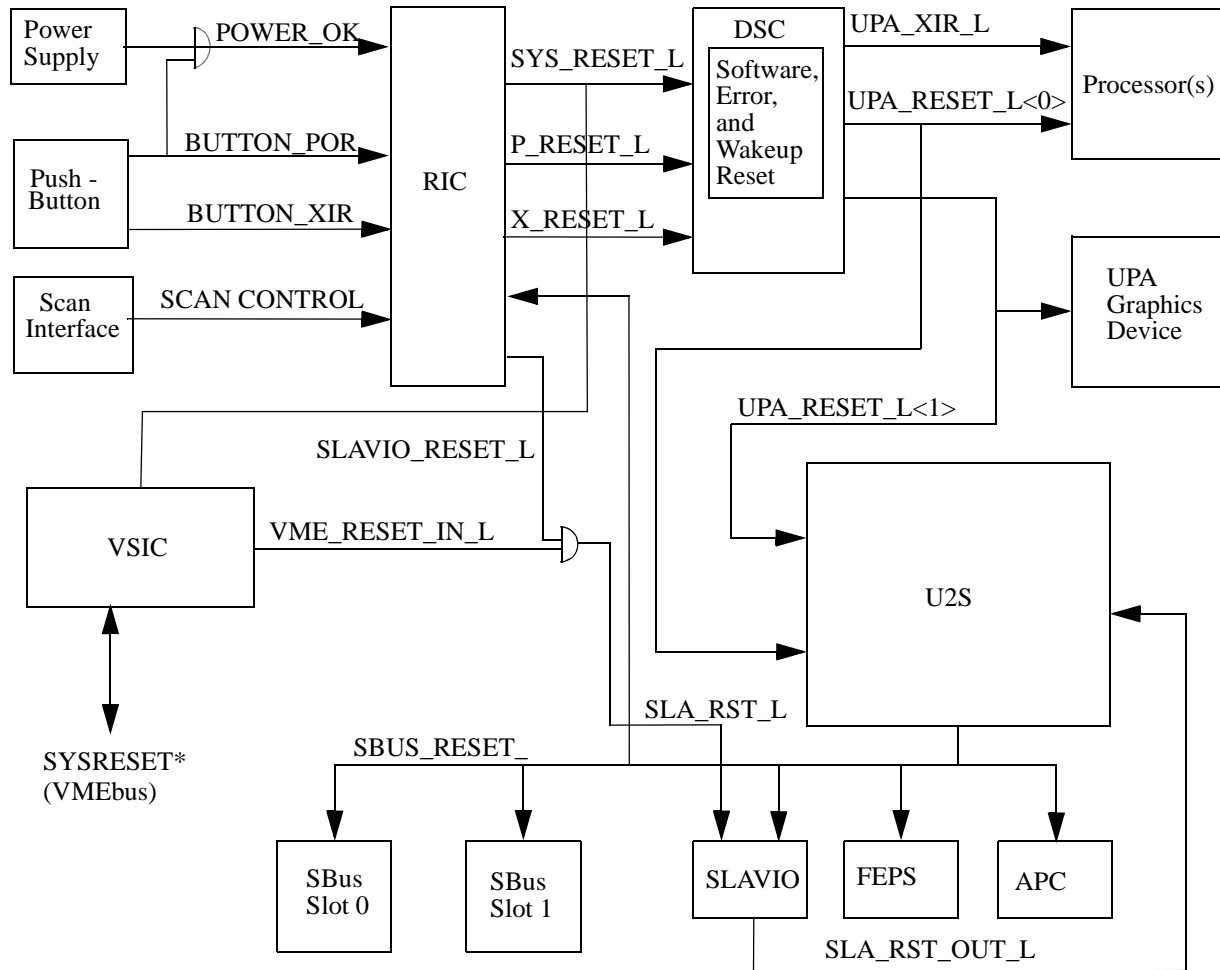 Power
Supply
POWER_OK
Push -
Button
BUTTON_POR
BUTTON_XIR
Scan
Interface
SCAN CONTROL
RIC
SYS_RESET_L
P_RESET_L
X_RESET_L
DSC
Software,
Error,
and
Wakeup
Reset
UPA_XIR_L
UPA_RESET_L<0>
Processor(s)
UPA
Graphics
Device
UPA_RESET_L<1>
SLAVIO_RESET_L
VSIC
VME_RESET_IN_L
U2S
SYSRESET*
(VMEbus)
SLA_RST_L
SBUS_RESET_
SBus
Slot 0
SBus
Slot 1
SLAVIO
FEPS
APC
SLA_RST_OUT_L